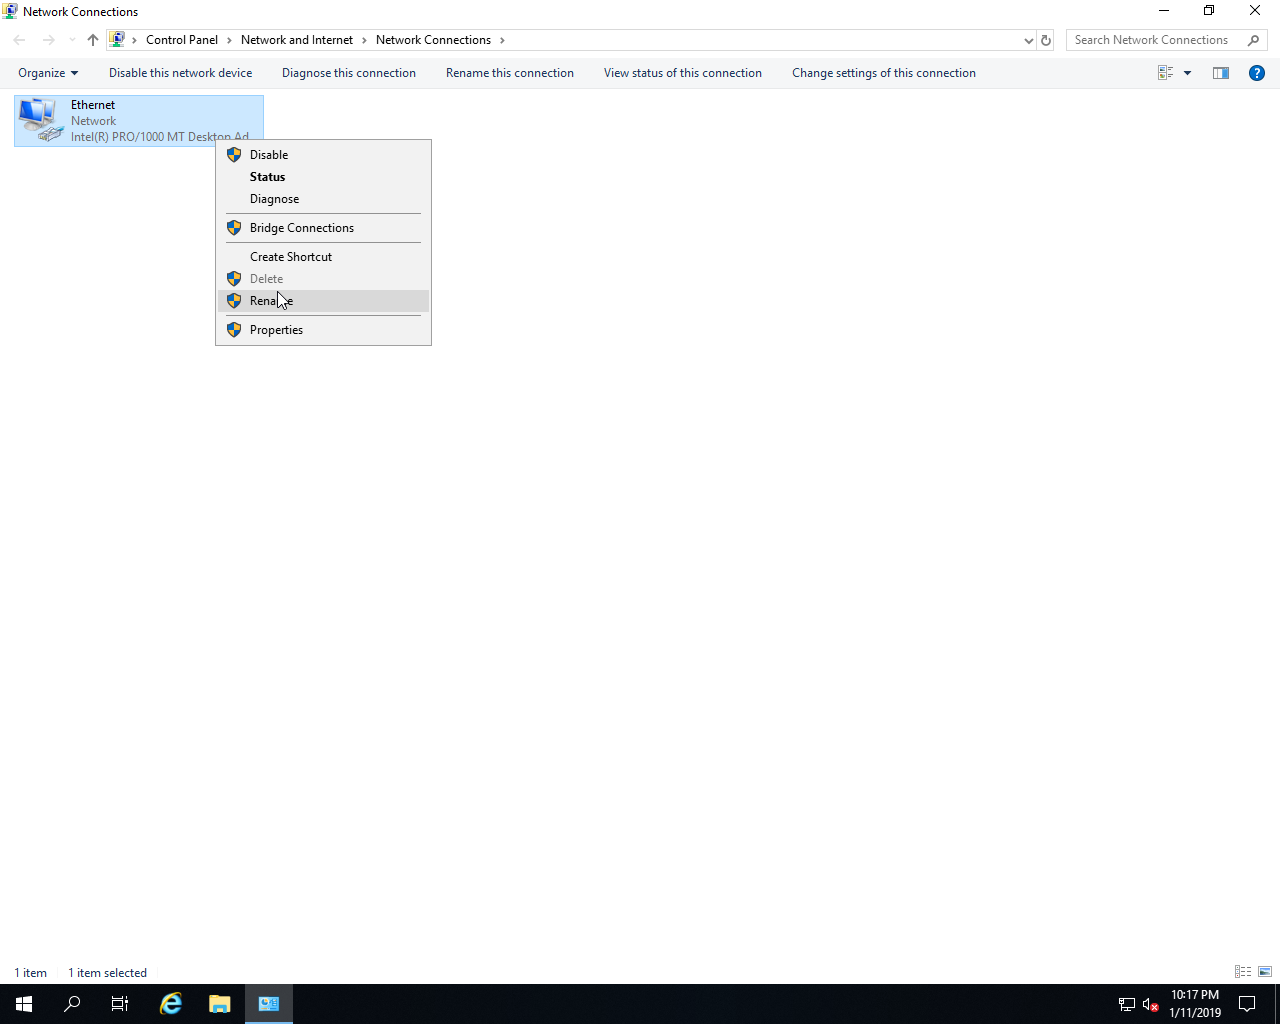 Network Connections
Control Panel > Network and Internet > Network Connections >
Search Network Connections
Organize
Disable this network device
Diagnose this connection
Rename this connection
View status of this connection
Change settings of this connection
Ethernet
Network
Intel(R) PRO/1000 MT Desktop Ad...
Disable
Status
Diagnose
Bridge Connections
Create Shortcut
Delete
Rename
Properties
1 item
1 item selected
10:17 PM
1/11/2019